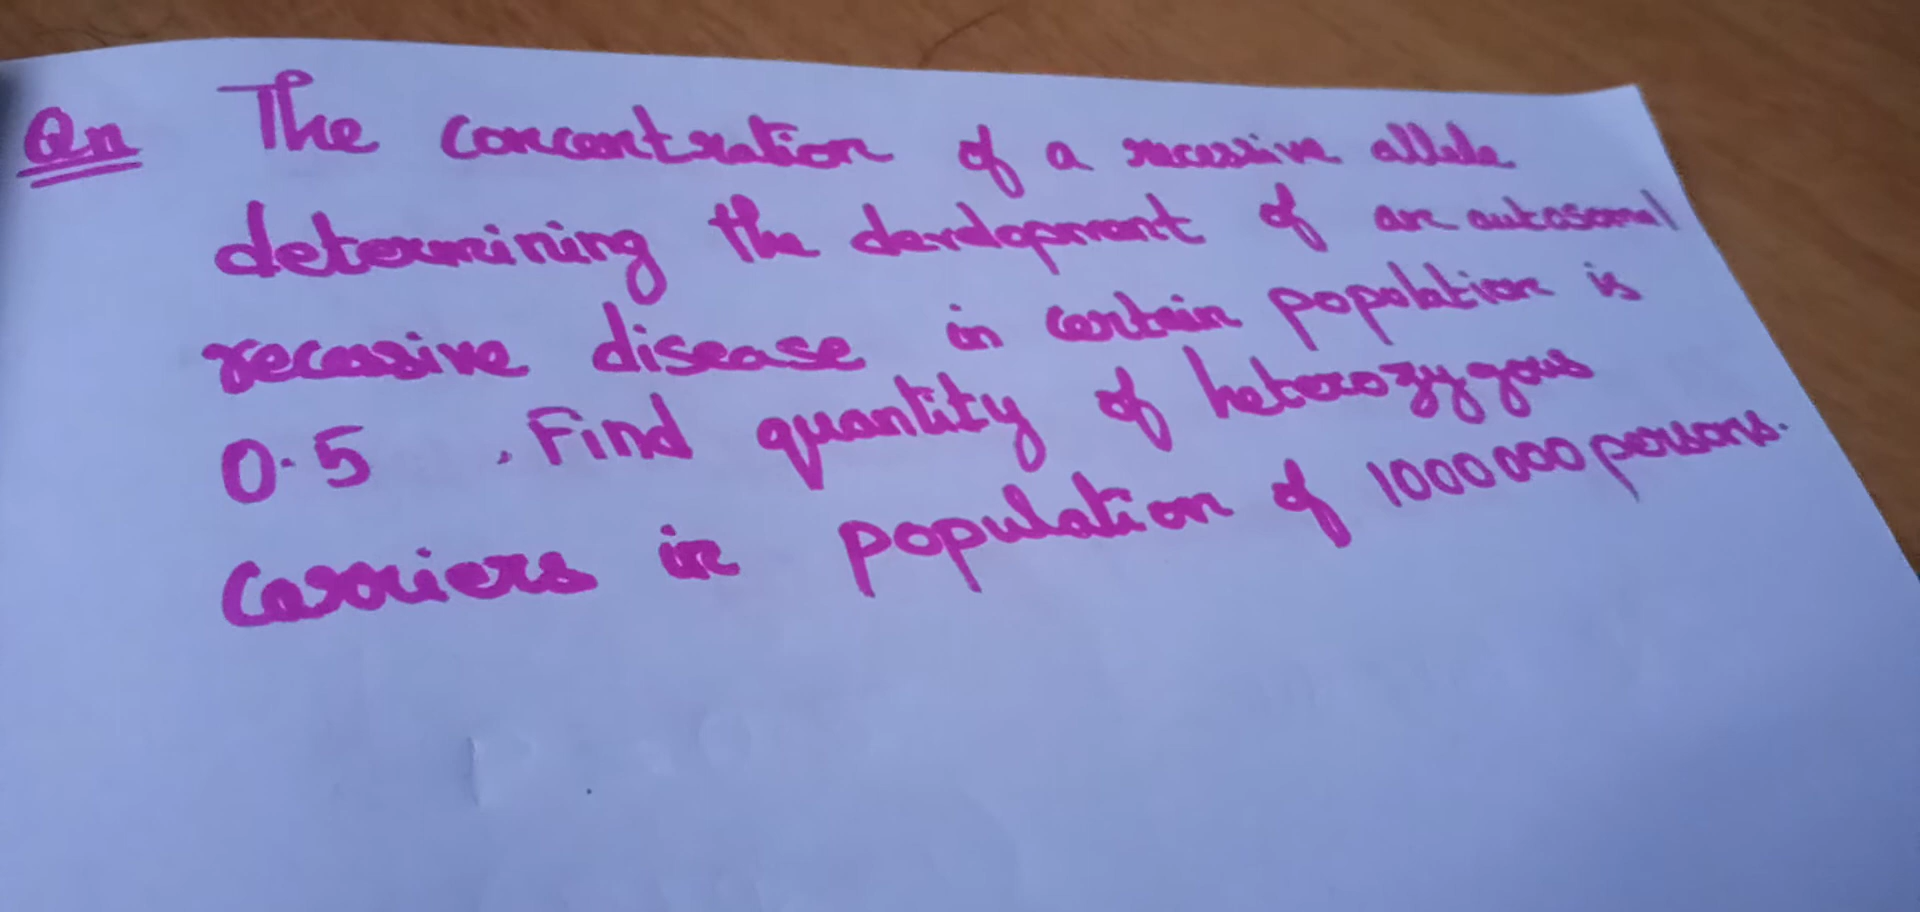 Qn The concentration of a recessive allele
determining the development of an autosomal
recessive disease in certain population is
0.5 . Find quantity of heterozygous
Carriers in population of 1000000 persons.